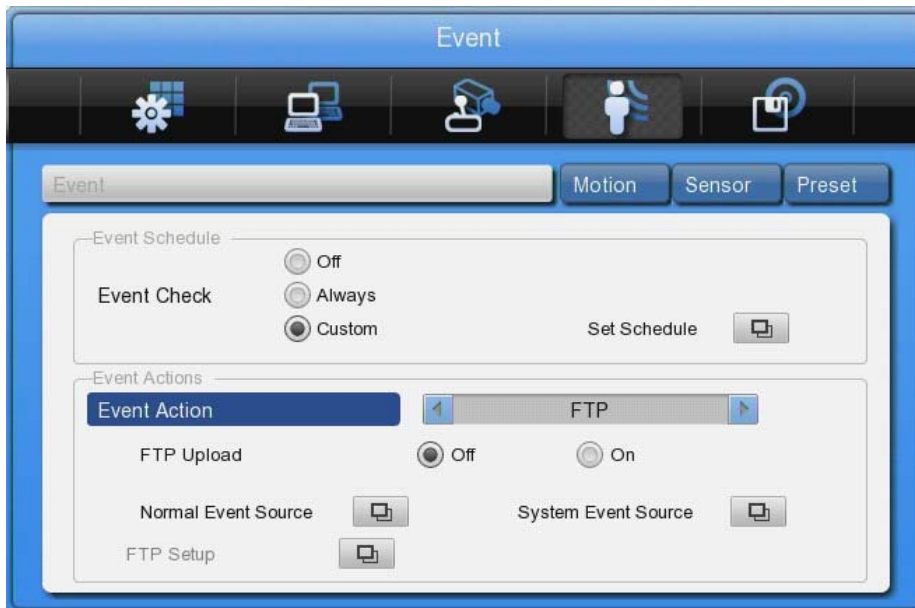 Event
Event Motion Sensor Preset
Event Schedule
Off
Event Check Always
Custom Set Schedule
Event Actions
Event Action FTP
FTP Upload Off On
Normal Event Source System Event Source
FTP Setup